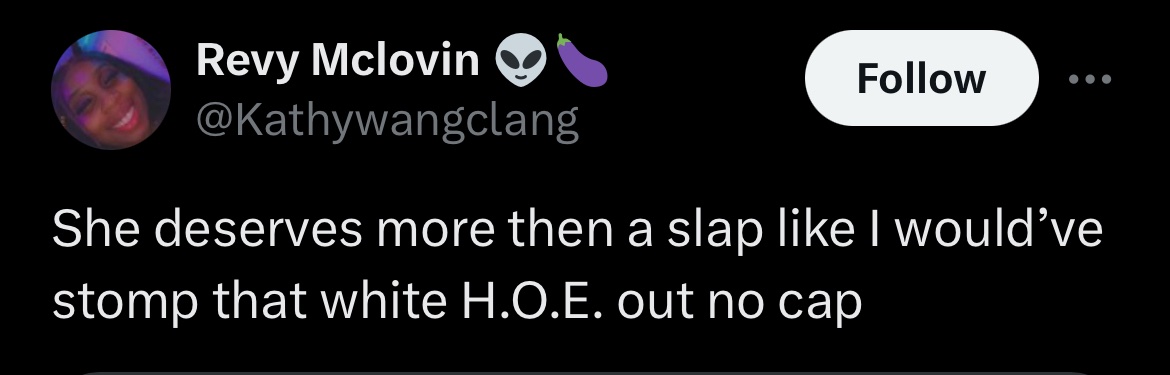 Revy Mclovin 👽🍆
@Kathywangclang
Follow
She deserves more then a slap like I would’ve
stomp that white H.O.E. out no cap